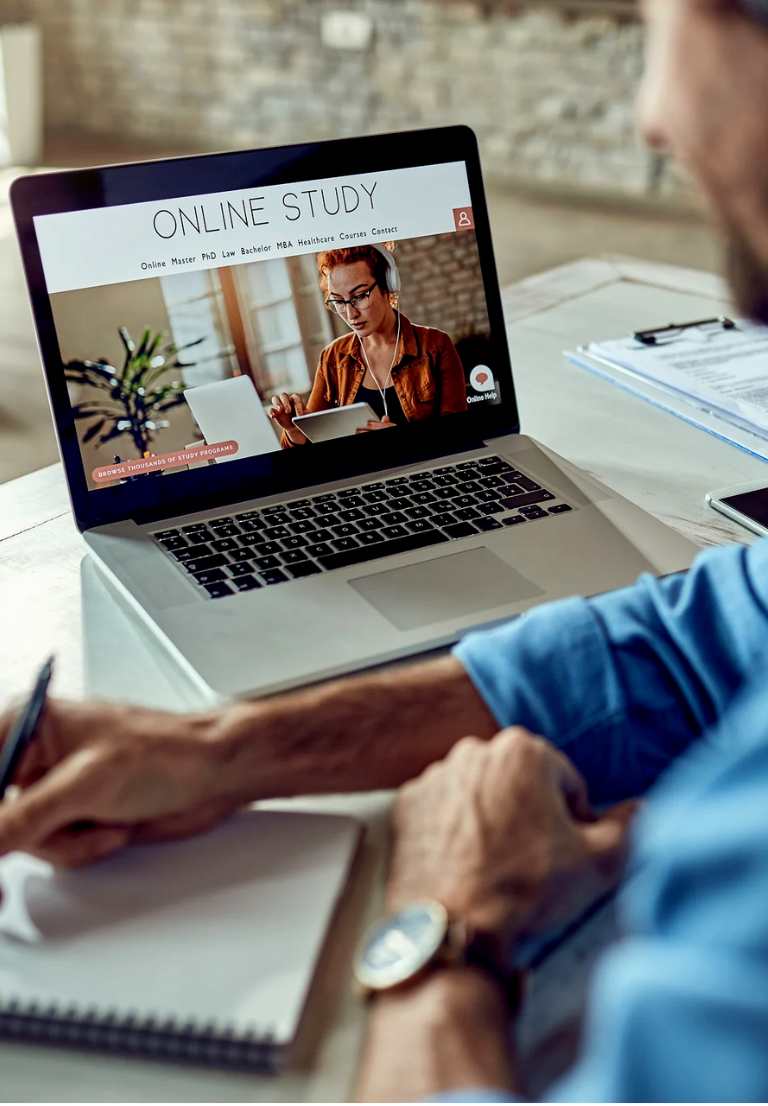 ONLINE STUDY
Online Master PhD Law Bachelor MBA Healthcare Courses Contact
Online Help
BROWSE THOUSANDS OF STUDY PROGRAMS